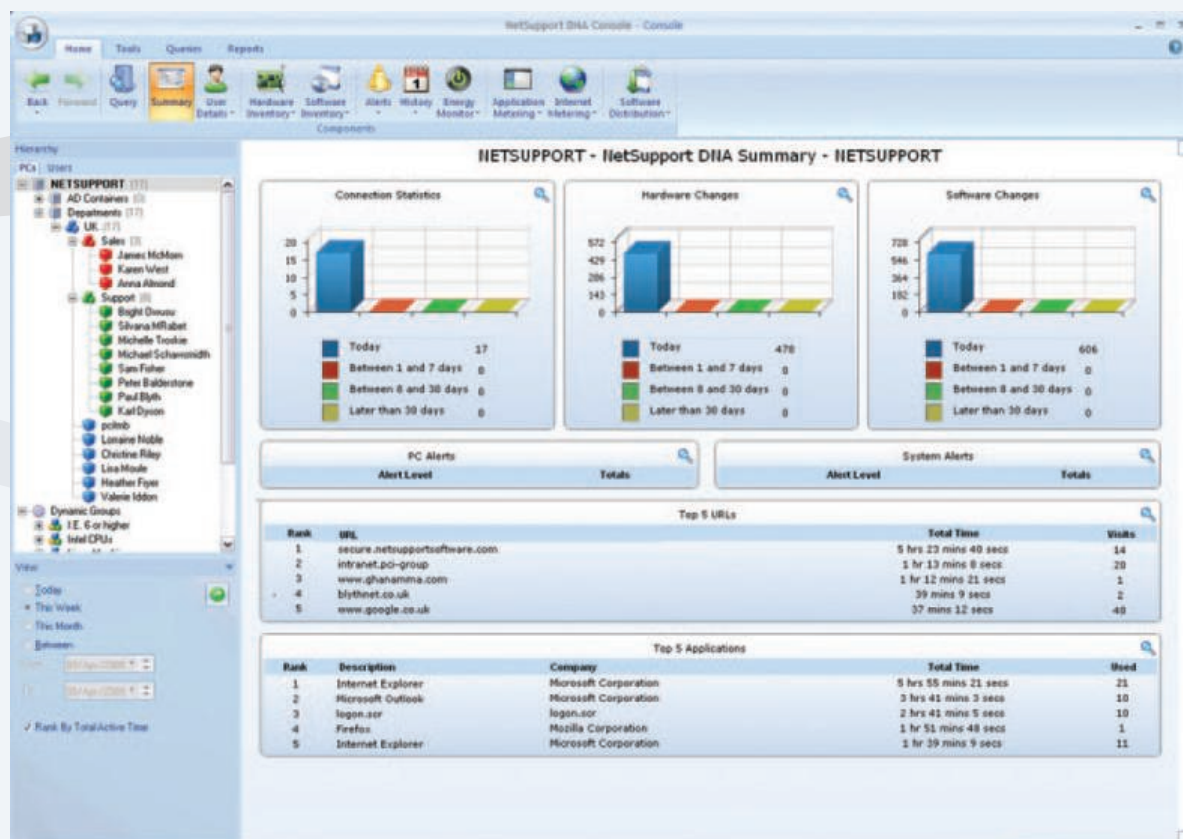 NetSupport DNA Console - Console
Home Tools Queries Reports
Back Forward Query Summary User Details Hardware Inventory Software Inventory Alerts History Energy Monitor Application Metering Internet Metering Software Distribution
Components
Hierarchy
PCs Users
NETSUPPORT (17)
AD Containers (0)
Departments (17)
UK (17)
Sales (3)
James McMorn
Karen West
Anna Almond
Support (8)
Bright Owusu
Silvana MRabet
Michelle Troskie
Michael Schawsmidth
Sam Fisher
Peter Balderstone
Paul Blyth
Karl Dyson
Lorraine Noble
Christine Riley
Lisa Moule
Heather Fiyer
Valerie Iddon
Dynamic Groups
I.E. 6 or higher
Intel CPUs
View
Today
This Week
This Month
Between
Rank By Total Active Time
NETSUPPORT - NetSupport DNA Summary - NETSUPPORT
Connection Statistics
20
15
10
5
0
Today 17
Between 1 and 7 days 0
Between 8 and 30 days 0
Later than 30 days 0
Hardware Changes
572
429
286
143
0
Today 478
Between 1 and 7 days 0
Between 8 and 30 days 0
Later than 30 days 0
Software Changes
728
546
364
182
0
Today 606
Between 1 and 7 days 0
Between 8 and 30 days 0
Later than 30 days 0
PC Alerts
Alert Level Totals
System Alerts
Alert Level Totals
Top 5 URLs
Rank URL Total Time Visits
1 secure.netsupportsoftware.com 5 hrs 23 mins 40 secs 14
2 intranet.pci-group 1 hr 13 mins 8 secs 20
3 www.ghanamma.com 1 hr 12 mins 21 secs 1
4 blythnet.co.uk 39 mins 9 secs 2
5 www.google.co.uk 37 mins 12 secs 40
Top 5 Applications
Rank Description Company Total Time Used
1 Internet Explorer Microsoft Corporation 5 hrs 55 mins 21 secs 21
2 Microsoft Outlook Microsoft Corporation 3 hrs 41 mins 3 secs 10
3 logon.scr logon.scr 2 hrs 41 mins 5 secs 10
4 Firefox Mozilla Corporation 1 hr 51 mins 48 secs 1
5 Internet Explorer Microsoft Corporation 1 hr 39 mins 9 secs 11